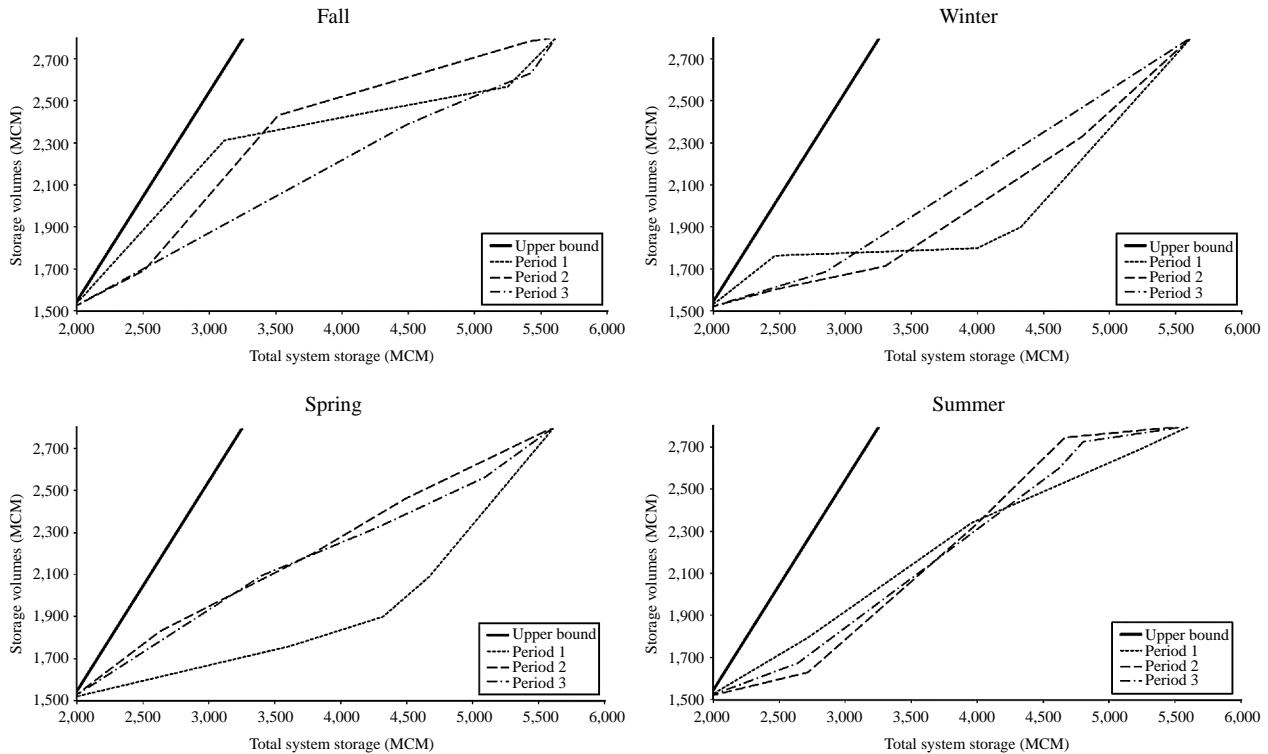 Fall
Storage volumes (MCM)
2,700
2,500
2,300
2,100
1,900
1,700
1,500
2,000
2,500
3,000
3,500
4,000
4,500
5,000
5,500
6,000
Total system storage (MCM)
Upper bound
Period 1
Period 2
Period 3
Winter
Storage volumes (MCM)
2,700
2,500
2,300
2,100
1,900
1,700
1,500
2,000
2,500
3,000
3,500
4,000
4,500
5,000
5,500
6,000
Total system storage (MCM)
Upper bound
Period 1
Period 2
Period 3
Spring
Storage volumes (MCM)
2,700
2,500
2,300
2,100
1,900
1,700
1,500
2,000
2,500
3,000
3,500
4,000
4,500
5,000
5,500
6,000
Total system storage (MCM)
Upper bound
Period 1
Period 2
Period 3
Summer
Storage volumes (MCM)
2,700
2,500
2,300
2,100
1,900
1,700
1,500
2,000
2,500
3,000
3,500
4,000
4,500
5,000
5,500
6,000
Total system storage (MCM)
Upper bound
Period 1
Period 2
Period 3